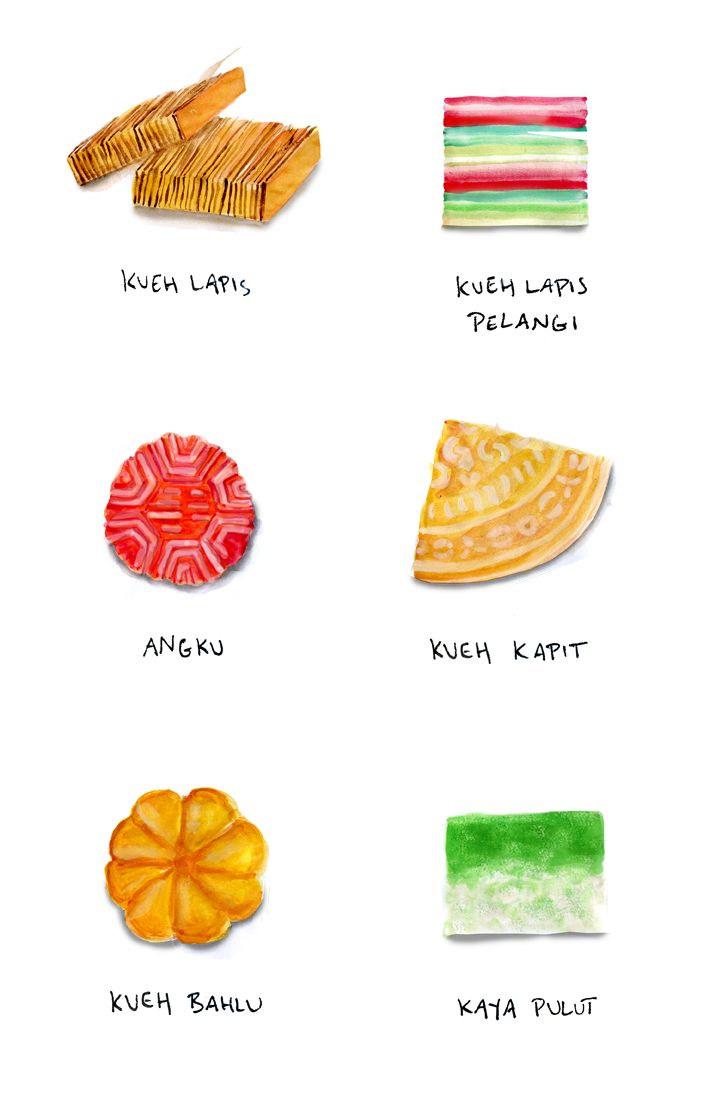 KUEH LAPIS
KUEH LAPIS
PELANGI
ANGKU
KUEH KAPIT
KUEH BAHLU
KAYA PULUT